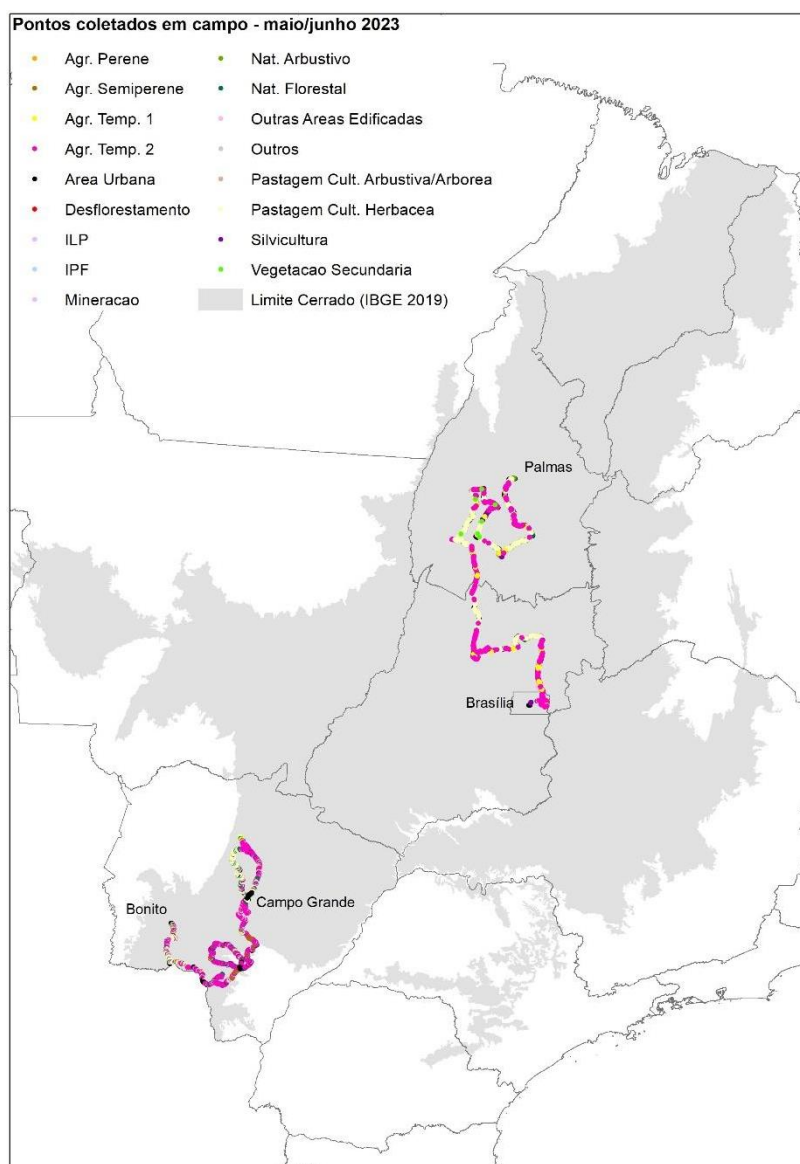 Pontos coletados em campo - maio/junho 2023
Agr. Perene
Agr. Semiperene
Agr. Temp. 1
Agr. Temp. 2
Area Urbana
Desflorestamento
ILP
IPF
Mineracao
Nat. Arbustivo
Nat. Florestal
Outras Areas Edificadas
Outros
Pastagem Cult. Arbustiva/Arborea
Pastagem Cult. Herbacea
Silvicultura
Vegetacao Secundaria
Limite Cerrado (IBGE 2019)
Palmas
Brasília
Campo Grande
Bonito